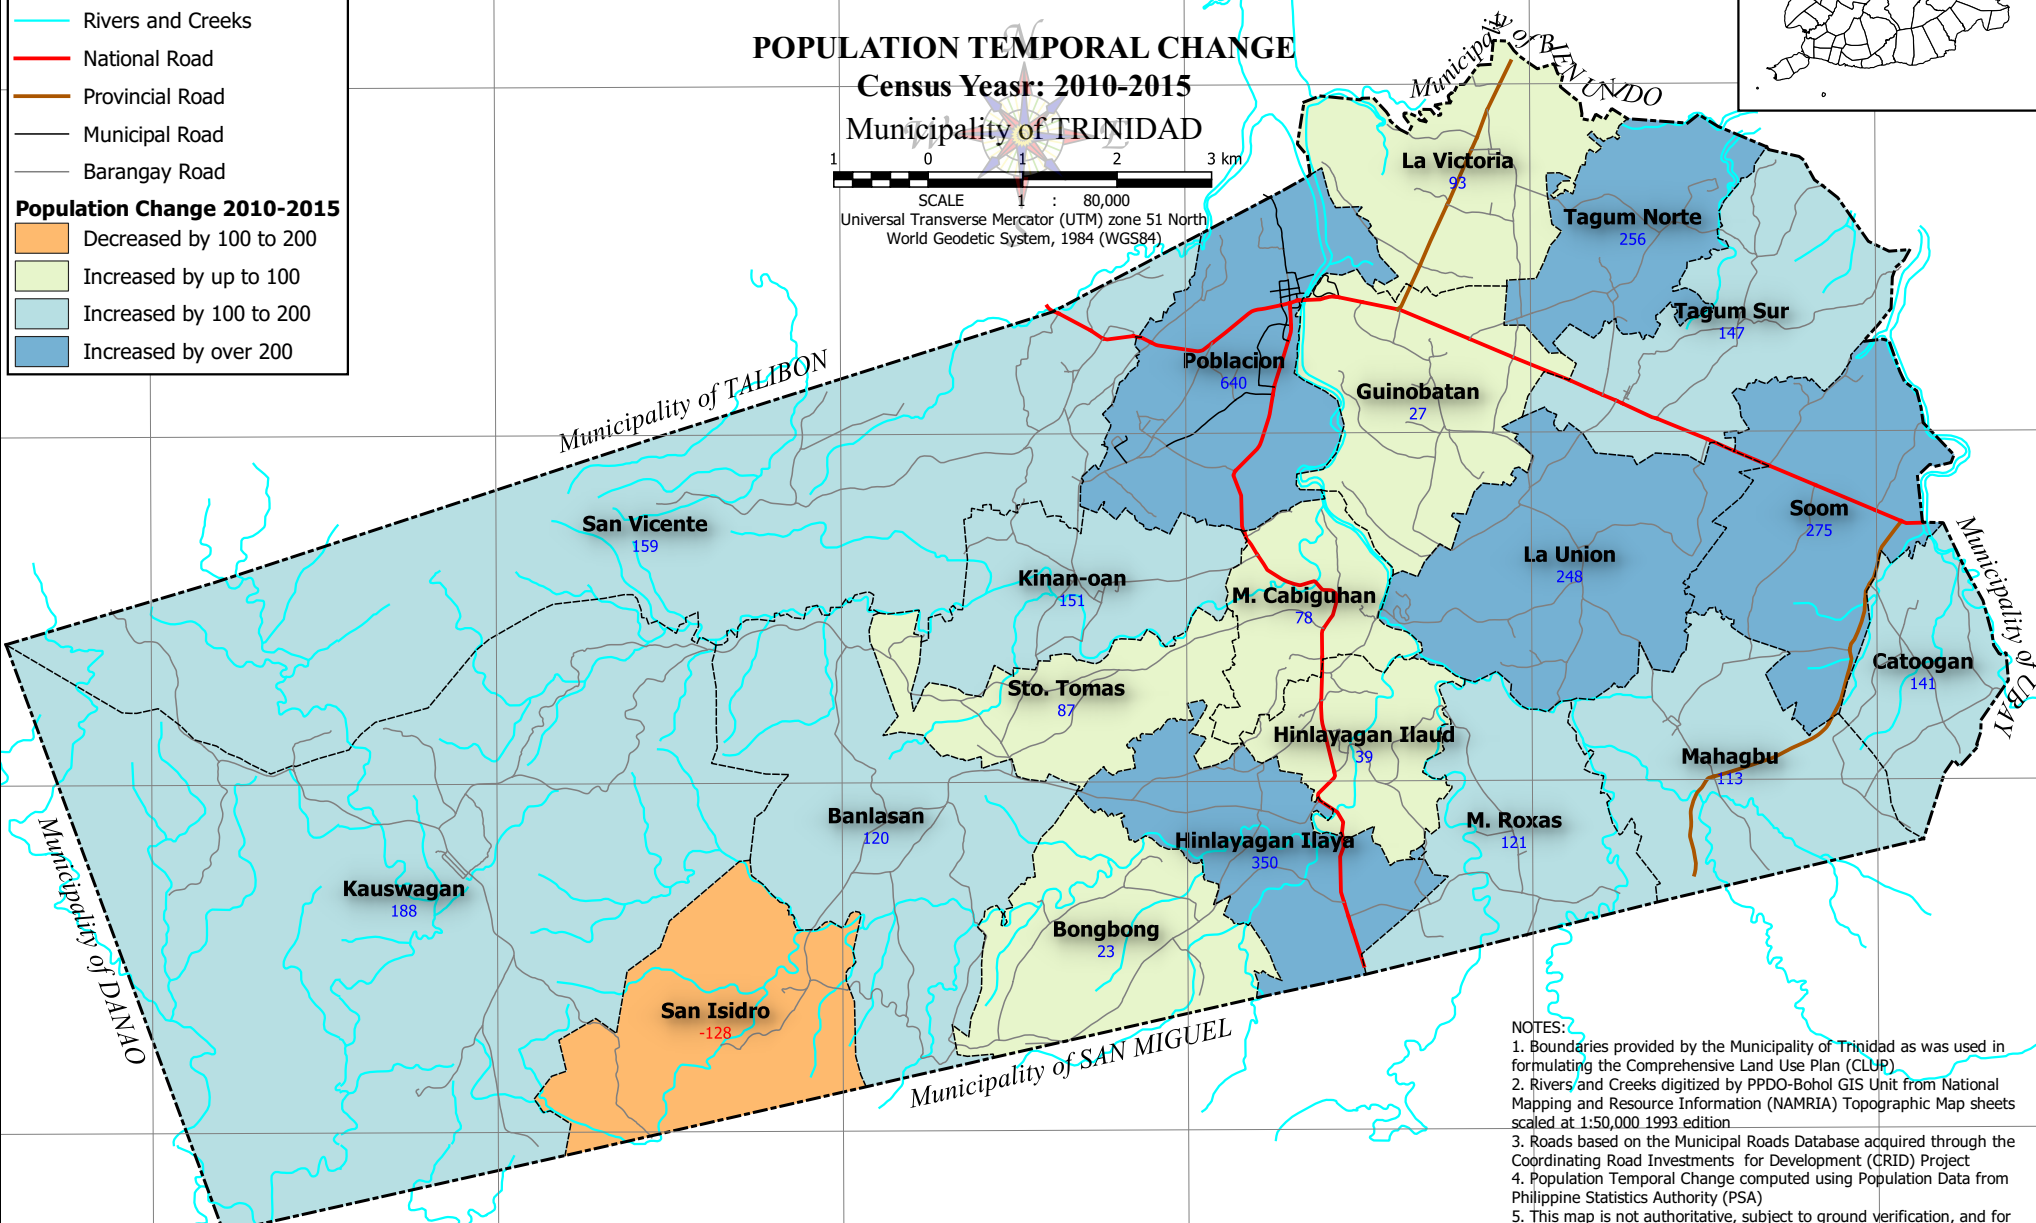 Rivers and Creeks
National Road
Provincial Road
Municipal Road
Barangay Road
Population Change 2010-2015
Decreased by 100 to 200
Increased by up to 100
Increased by 100 to 200
Increased by over 200
POPULATION TEMPORAL CHANGE
Census Yeasr: 2010-2015
Municipality of TRINIDAD
N
W
E
1 0 1 2 3 km
SCALE 1 : 80,000
Universal Transverse Mercator (UTM) zone 51 North
World Geodetic System, 1984 (WGS84)
Municipality of BIEN UNIDO
La Victoria
93
Tagum Norte
256
Tagum Sur
147
Municipality of TALIBON
Poblacion
640
Guinobatan
27
San Vicente
159
Soom
275
La Union
248
Kinan-oan
151
M. Cabiguhan
78
Municipality of UBAY
Catoogan
141
Sto. Tomas
87
Hinlayagan Ilaud
39
Mahagbu
113
Banlasan
120
M. Roxas
121
Hinlayagan Ilaya
350
Kauswagan
188
Municipality of DANAO
Bongbong
23
San Isidro
-128
Municipality of SAN MIGUEL
NOTES:
1. Boundaries provided by the Municipality of Trinidad as was used in
formulating the Comprehensive Land Use Plan (CLUP)
2. Rivers and Creeks digitized by PPDO-Bohol GIS Unit from National
Mapping and Resource Information (NAMRIA) Topographic Map sheets
scaled at 1:50,000 1993 edition
3. Roads based on the Municipal Roads Database acquired through the
Coordinating Road Investments for Development (CRID) Project
4. Population Temporal Change computed using Population Data from
Philippine Statistics Authority (PSA)
5. This map is not authoritative, subject to ground verification, and for